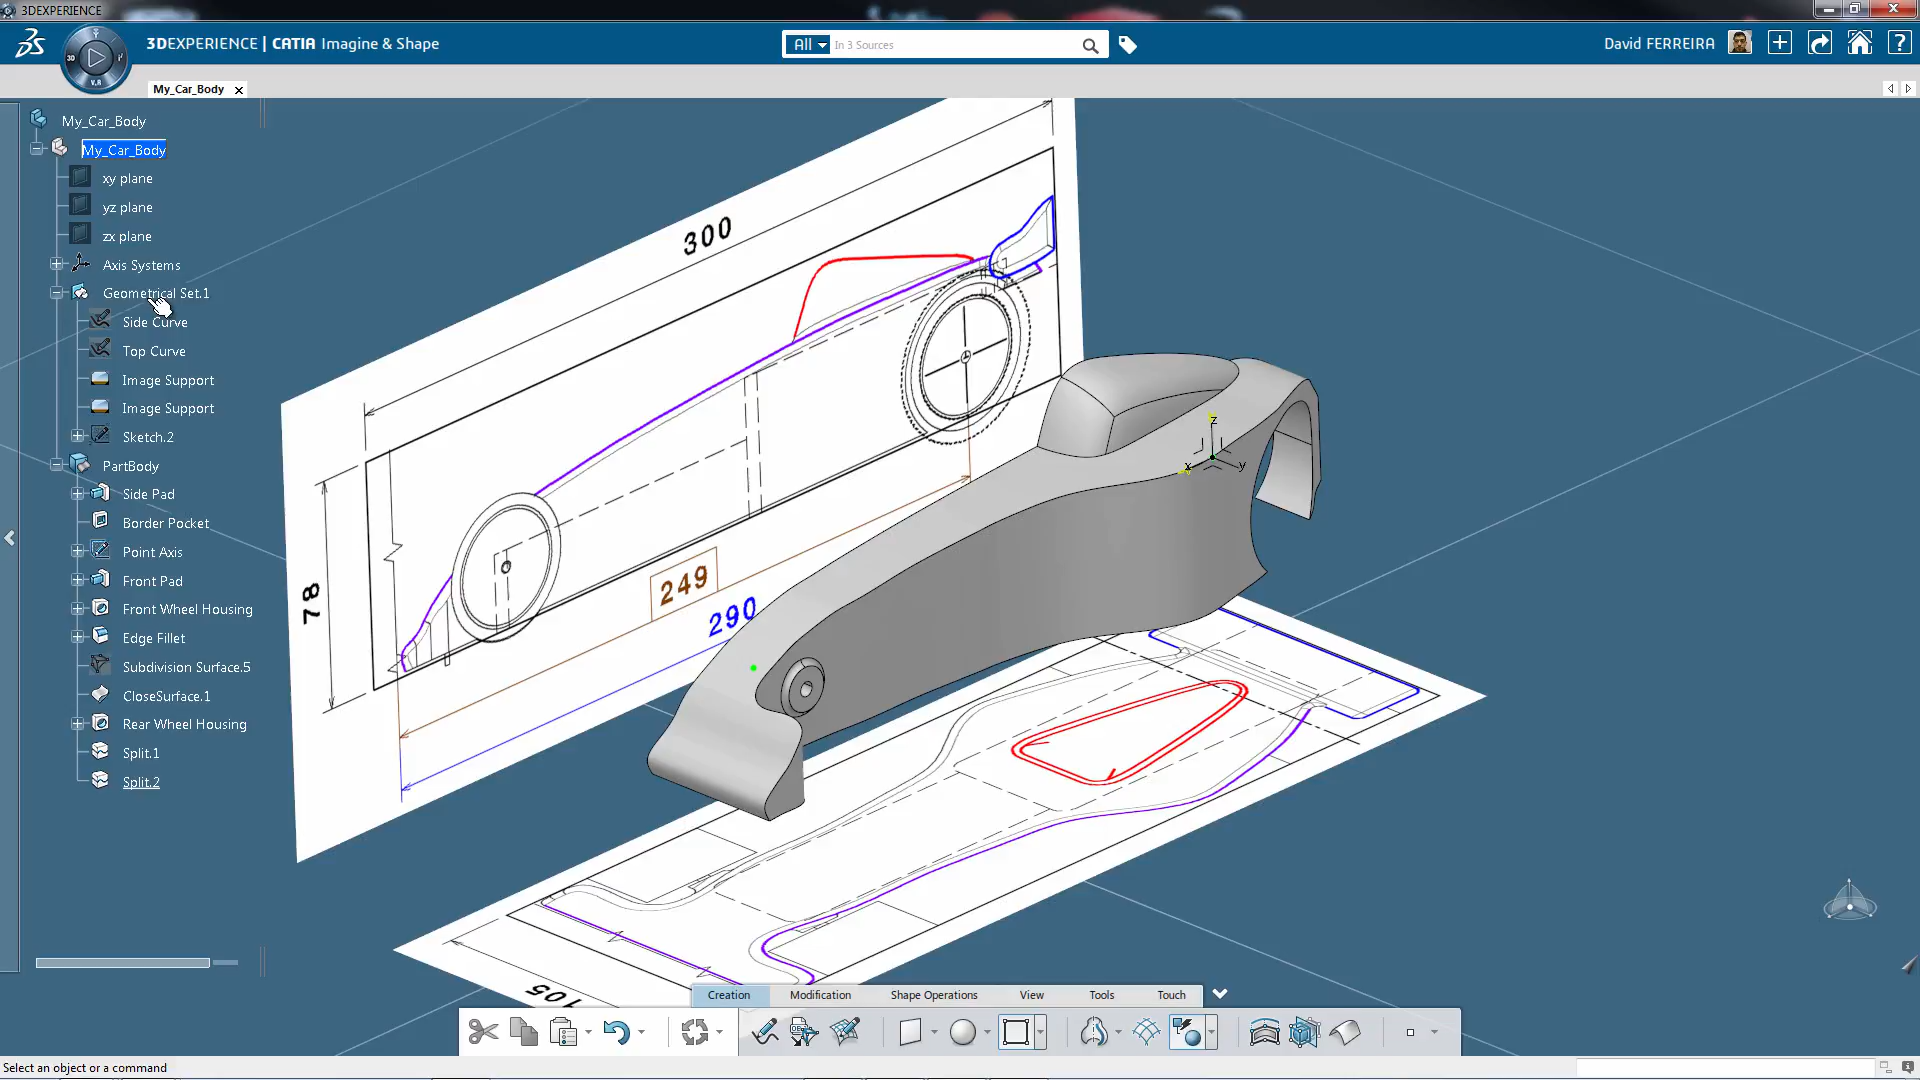 3DEXPERIENCE
3DEXPERIENCE | CATIA Imagine & Shape
All
In 3 Sources
David FERREIRA
3D
V.R
My_Car_Body
My_Car_Body
My_Car_Body
xy plane
yz plane
zx plane
Axis Systems
Geometrical Set.1
Side Curve
Top Curve
Image Support
Image Support
Sketch.2
PartBody
Side Pad
Border Pocket
Point Axis
Front Pad
Front Wheel Housing
Edge Fillet
Subdivision Surface.5
CloseSurface.1
Rear Wheel Housing
Split.1
Split.2
300
78
249
290
105
z
x
y
Creation
Modification
Shape Operations
View
Tools
Touch
Select an object or a command